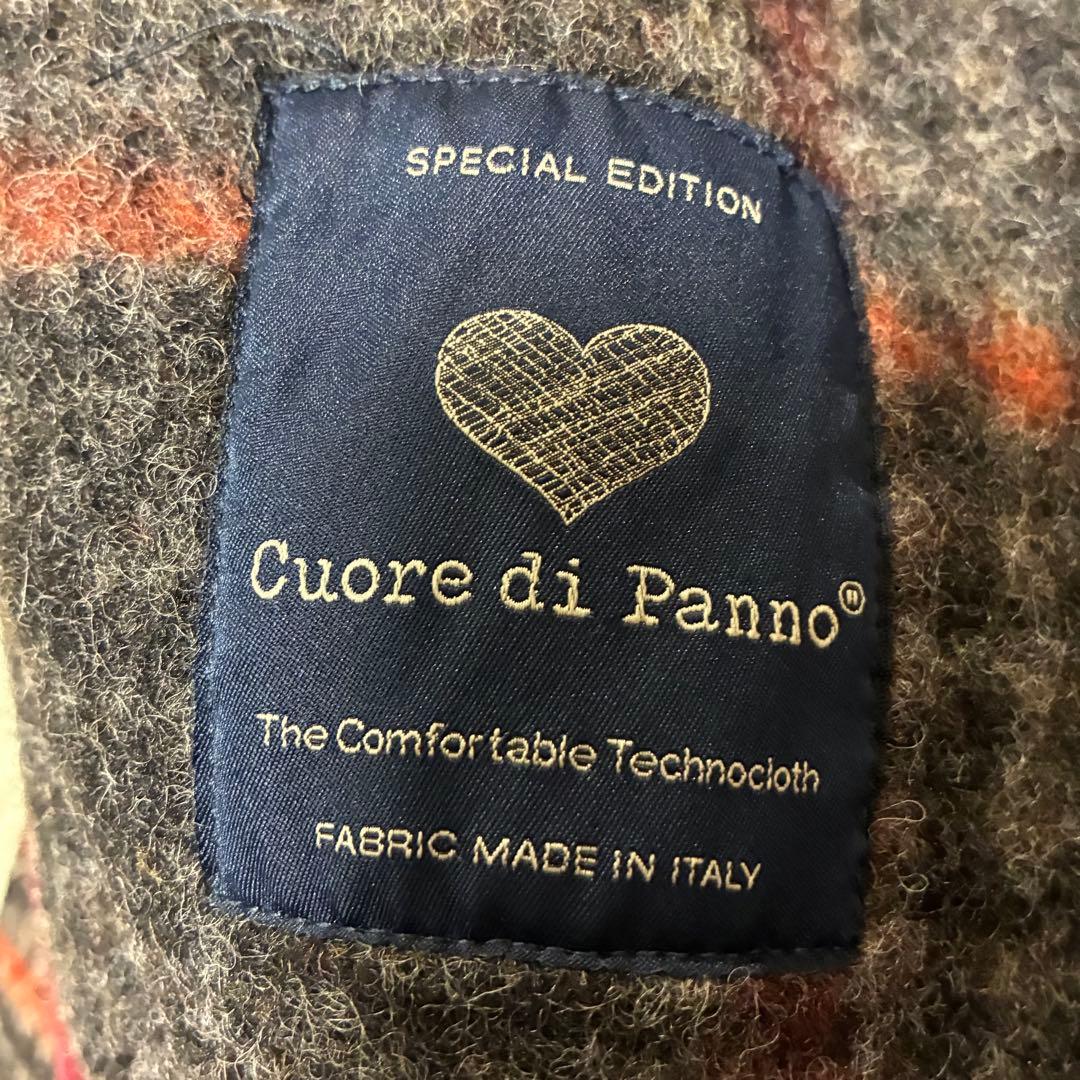 SPECIAL EDITION
Cuore di Panno®
The Comfortable Technocloth
FABRIC MADE IN ITALY